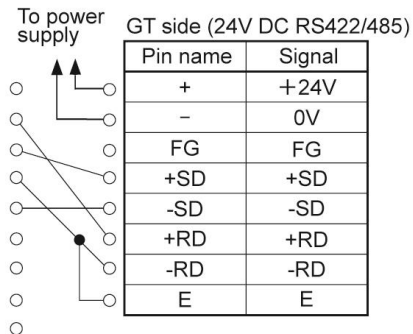 To power
supply
GT side (24V DC RS422/485)
Pin name Signal
+ +24V
− 0V
FG FG
+SD +SD
-SD -SD
+RD +RD
-RD -RD
E E